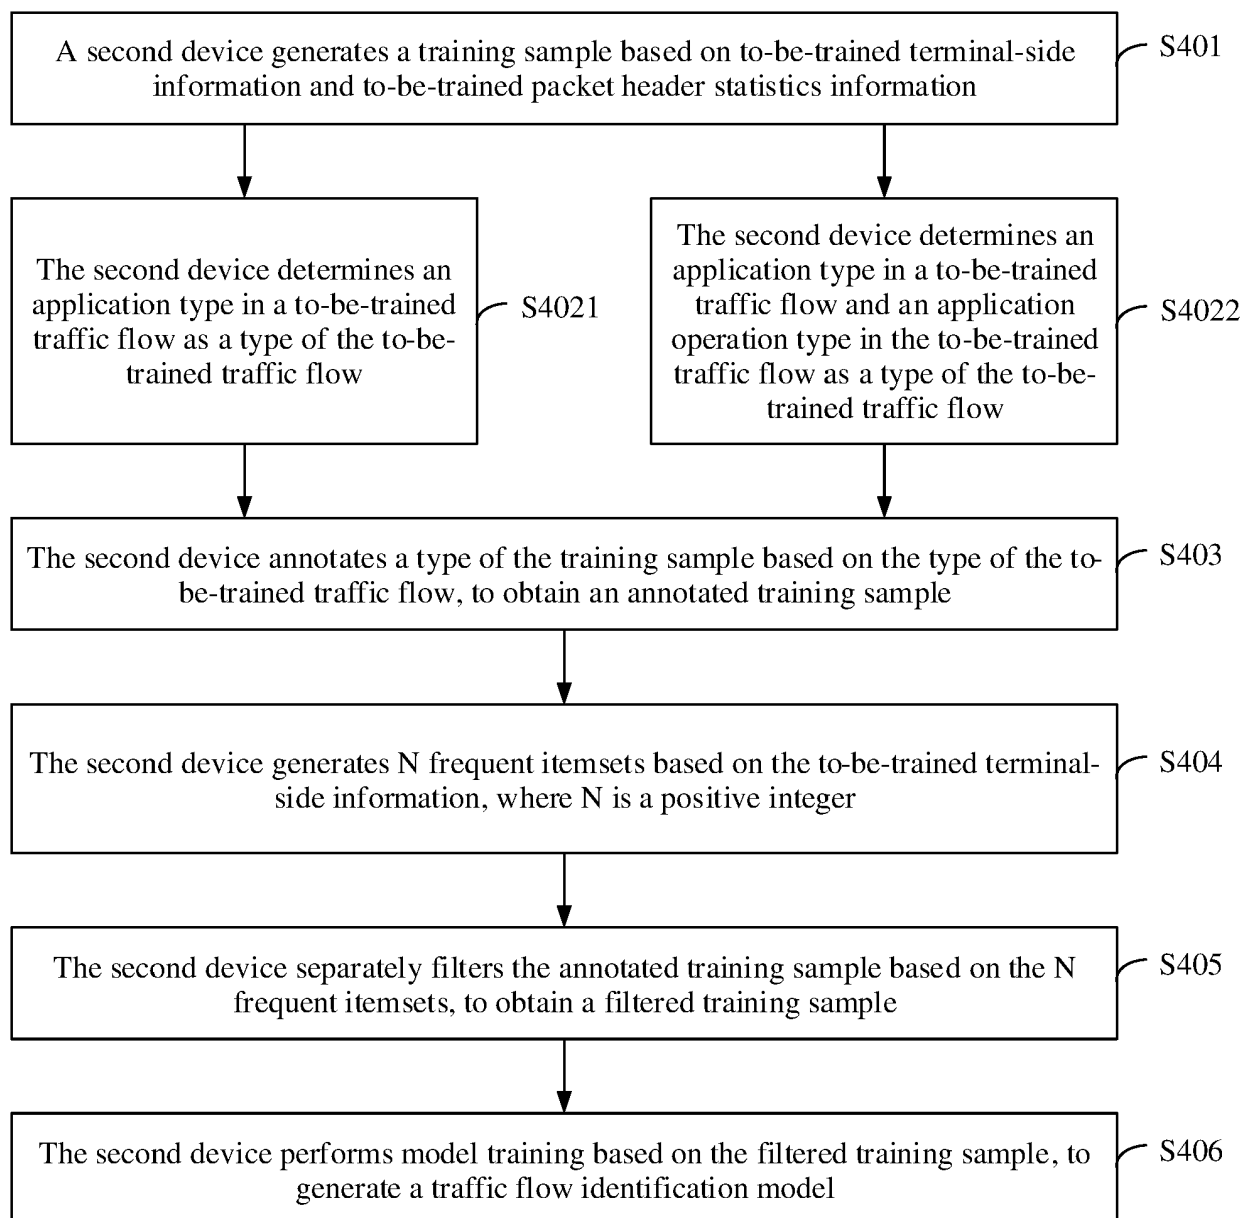 A second device generates a training sample based on to-be-trained terminal-side
information and to-be-trained packet header statistics information
S401
The second device determines an
application type in a to-be-trained
traffic flow as a type of the to-be-
trained traffic flow
S4021
The second device determines an
application type in a to-be-trained
traffic flow and an application
operation type in the to-be-trained
traffic flow as a type of the to-be-
trained traffic flow
S4022
The second device annotates a type of the training sample based on the type of the to-
be-trained traffic flow, to obtain an annotated training sample
S403
The second device generates N frequent itemsets based on the to-be-trained terminal-
side information, where N is a positive integer
S404
The second device separately filters the annotated training sample based on the N
frequent itemsets, to obtain a filtered training sample
S405
The second device performs model training based on the filtered training sample, to
generate a traffic flow identification model
S406